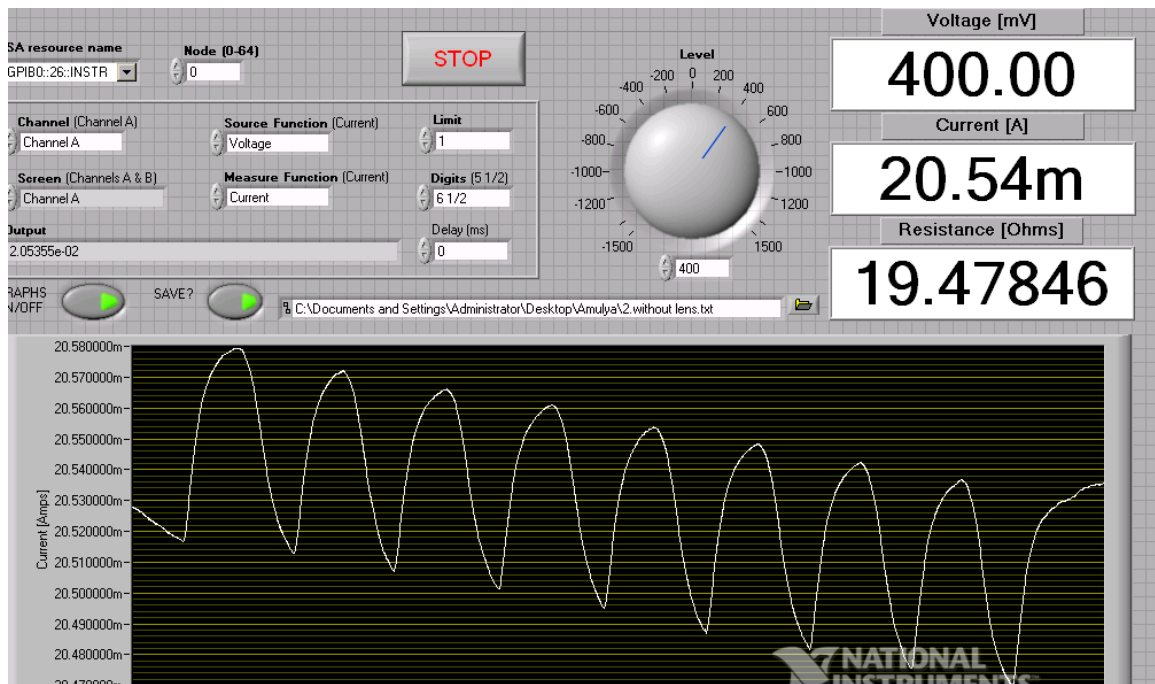 Voltage [mV]
400.00
Current [A]
20.54m
Resistance [Ohms]
19.47846
SA resource name
GPIB0::26::INSTR
Node (0-64)
0
STOP
Level
-1500
-1200
-1000
-800
-600
-400
-200
0
200
400
600
800
1000
1200
1500
400
Channel (Channel A)
Channel A
Source Function (Current)
Voltage
Limit
1
Screen (Channels A & B)
Channel A
Measure Function (Current)
Current
Digits (5 1/2)
6 1/2
Output
2.05355e-02
Delay (ms)
0
RAPHS
N/OFF
SAVE?
C:\Documents and Settings\Administrator\Desktop\Amulya\2.without lens.txt
20.580000m
20.570000m
20.560000m
20.550000m
20.540000m
20.530000m
20.520000m
20.510000m
20.500000m
20.490000m
20.480000m
20.470000m
Current [Amps]
NATIONAL
INSTRUMENTS